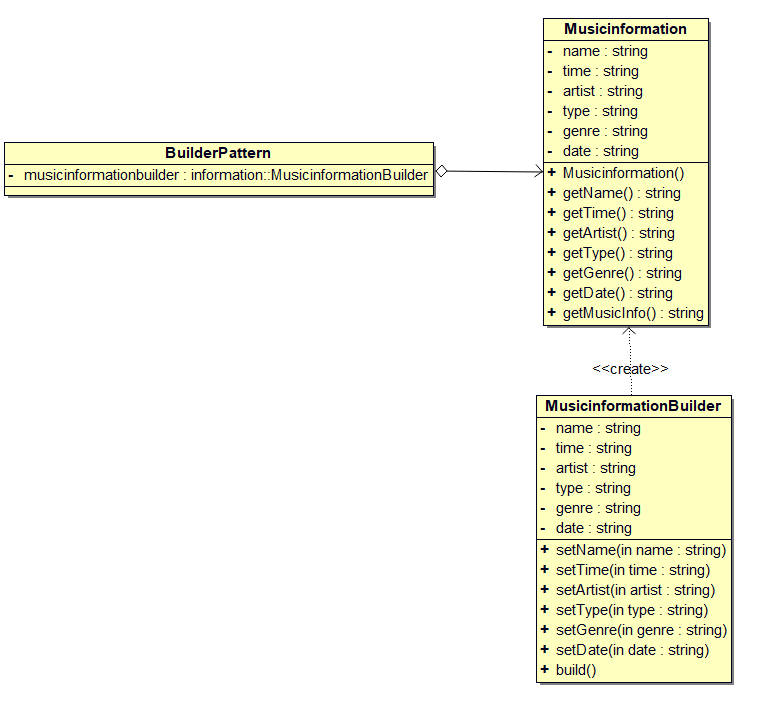 Musicinformation
- name : string
- time : string
- artist : string
- type : string
- genre : string
- date : string
+ Musicinformation()
+ getName() : string
+ getTime() : string
+ getArtist() : string
+ getType() : string
+ getGenre() : string
+ getDate() : string
+ getMusicInfo() : string
BuilderPattern
- musicinformationbuilder : information::MusicinformationBuilder
<<create>>
MusicinformationBuilder
- name : string
- time : string
- artist : string
- type : string
- genre : string
- date : string
+ setName(in name : string)
+ setTime(in time : string)
+ setArtist(in artist : string)
+ setType(in type : string)
+ setGenre(in genre : string)
+ setDate(in date : string)
+ build()